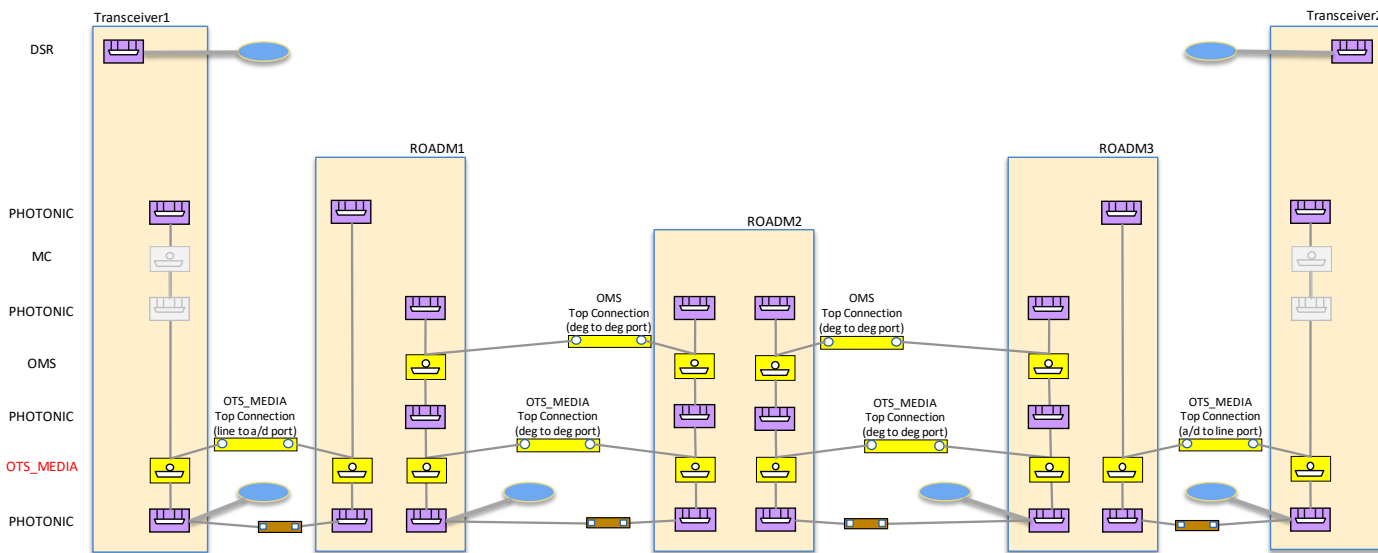 Transceiver1
Transceiver2
DSR
ROADM1
ROADM3
PHOTONIC
ROADM2
MC
PHOTONIC
OMS
Top Connection
(deg to deg port)
OMS
Top Connection
(deg to deg port)
OMS
PHOTONIC
OTS_MEDIA
Top Connection
(line to a/d port)
OTS_MEDIA
Top Connection
(deg to deg port)
OTS_MEDIA
Top Connection
(deg to deg port)
OTS_MEDIA
Top Connection
(a/d to line port)
OTS_MEDIA
PHOTONIC